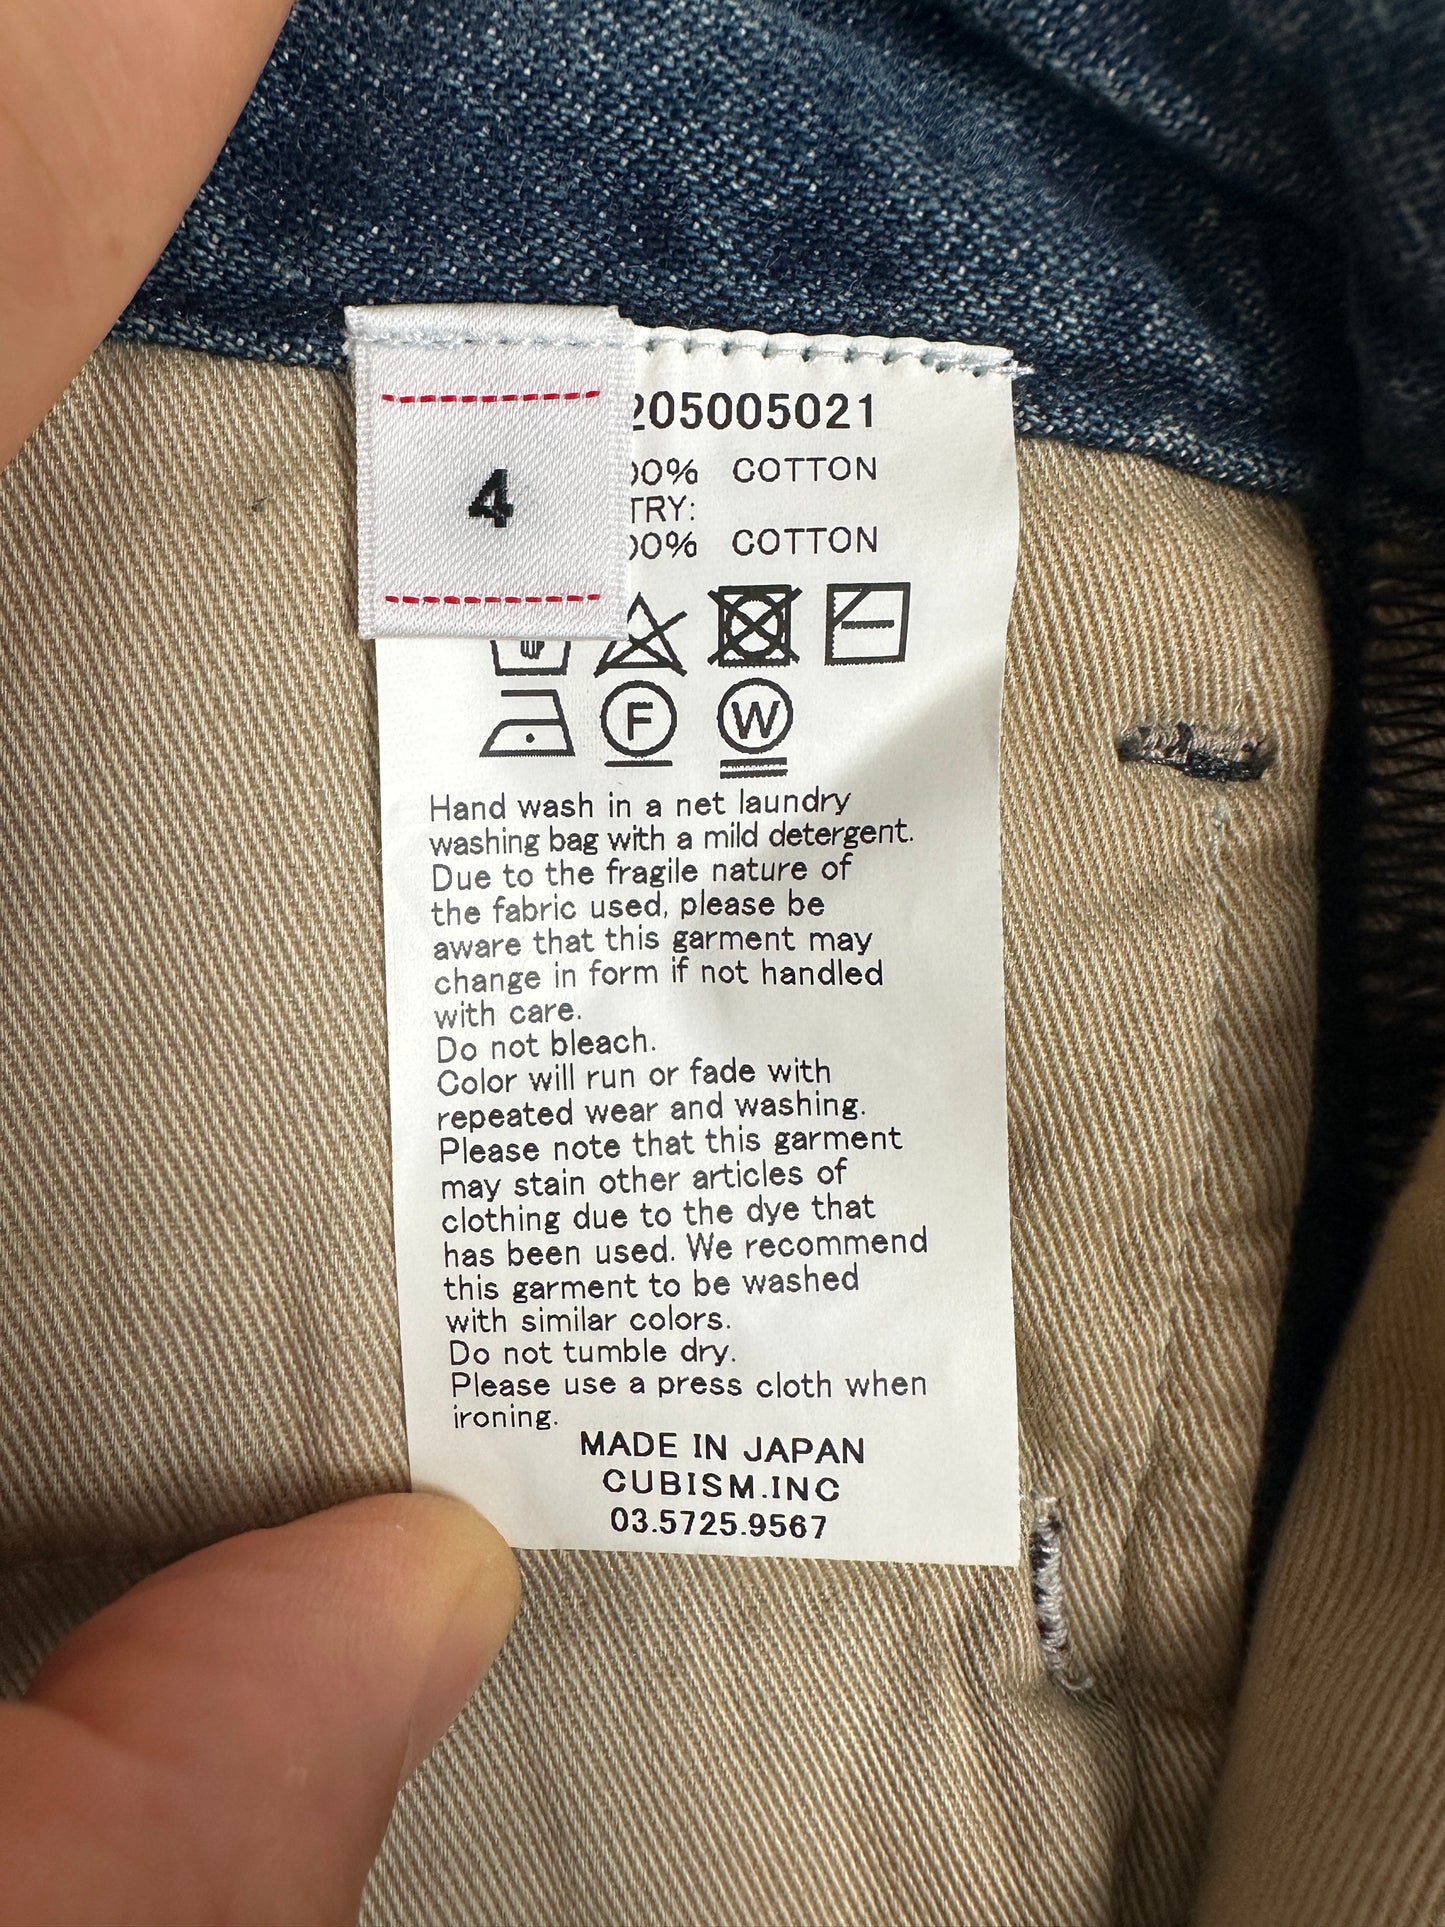 4
205005021
00% COTTON
TRY:
00% COTTON
F
W
Hand wash in a net laundry
washing bag with a mild detergent.
Due to the fragile nature of
the fabric used, please be
aware that this garment may
change in form if not handled
with care.
Do not bleach.
Color will run or fade with
repeated wear and washing.
Please note that this garment
may stain other articles of
clothing due to the dye that
has been used. We recommend
this garment to be washed
with similar colors.
Do not tumble dry.
Please use a press cloth when
ironing.
MADE IN JAPAN
CUBISM.INC
03.5725.9567